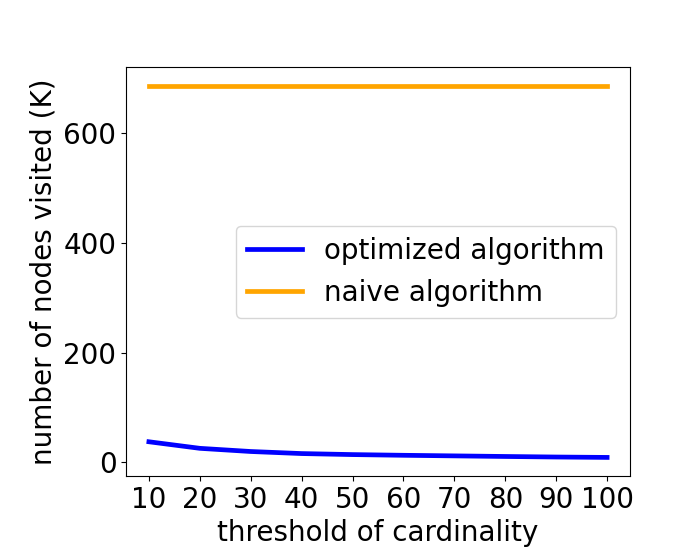 number of nodes visited (K)
600
400
200
0
optimized algorithm
naive algorithm
10 20 30 40 50 60 70 80 90 100
threshold of cardinality